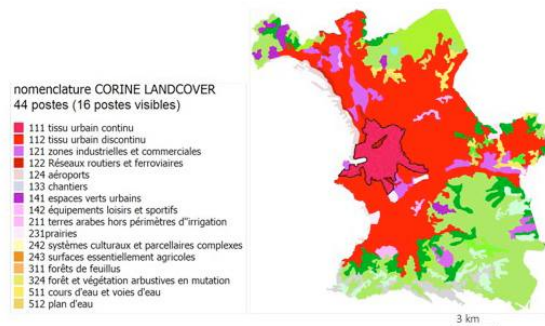 nomenclature CORINE LANDCOVER
44 postes (16 postes visibles)
111 tissu urbain continu
112 tissu urbain discontinu
121 zones industrielles et commerciales
122 Réseaux routiers et ferroviaires
124 aéroports
133 chantiers
141 espaces verts urbains
142 équipements loisirs et sportifs
211 terres arabes hors périmètres d"irrigation
231prairies
242 systèmes culturaux et parcellaires complexes
243 surfaces essentiellement agricoles
311 forêts de feuillus
324 forêt et végétation arbustives en mutation
511 cours d'eau et voies d'eau
512 plan d'eau
3 km